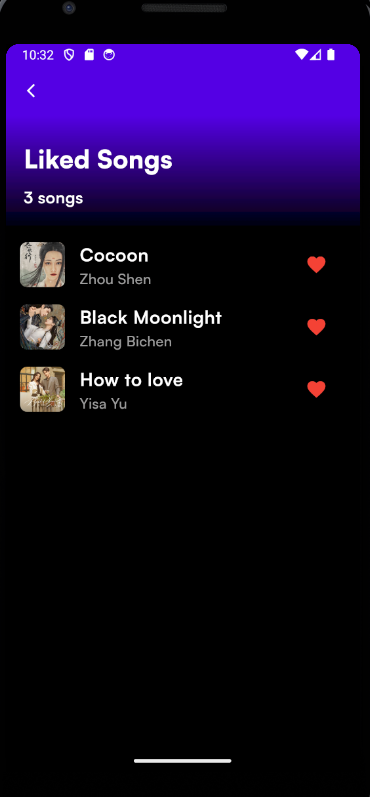 10:32
Liked Songs
3 songs
Cocoon
Zhou Shen
Black Moonlight
Zhang Bichen
How to love
Yisa Yu